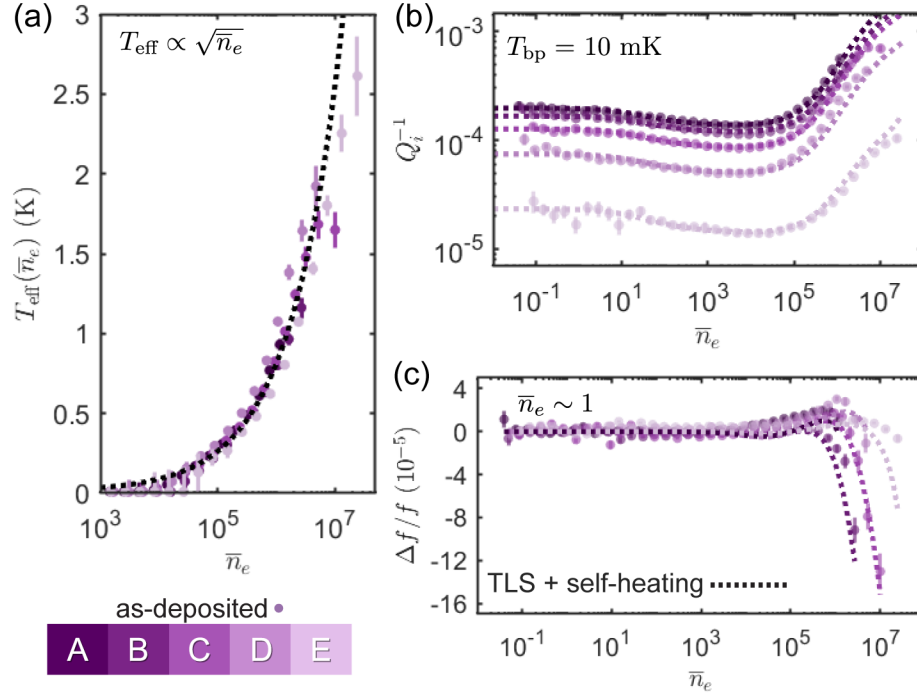 (a)
T_eff ∝ √n̅_e
T_eff(n̅_e) (K)
3
2.5
2
1.5
1
0.5
0
10^3
10^5
10^7
n̅_e
as-deposited
A B C D E
(b)
T_bp = 10 mK
Q_i^-1
10^-3
10^-4
10^-5
10^-1
10^1
10^3
10^5
10^7
n̅_e
(c)
n̅_e ∼ 1
Δf/f (10^-5)
4
0
-4
-8
-12
-16
TLS + self-heating
10^-1
10^1
10^3
10^5
10^7
n̅_e